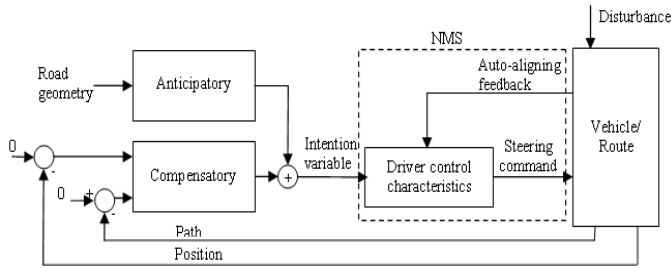 Disturbance
NMS
Road
geometry
Anticipatory
Auto-aligning
feedback
Vehicle/
Route
Intention
variable
Steering
command
0
-
Compensatory
+
Driver control
characteristics
0
+
-
Path
Position